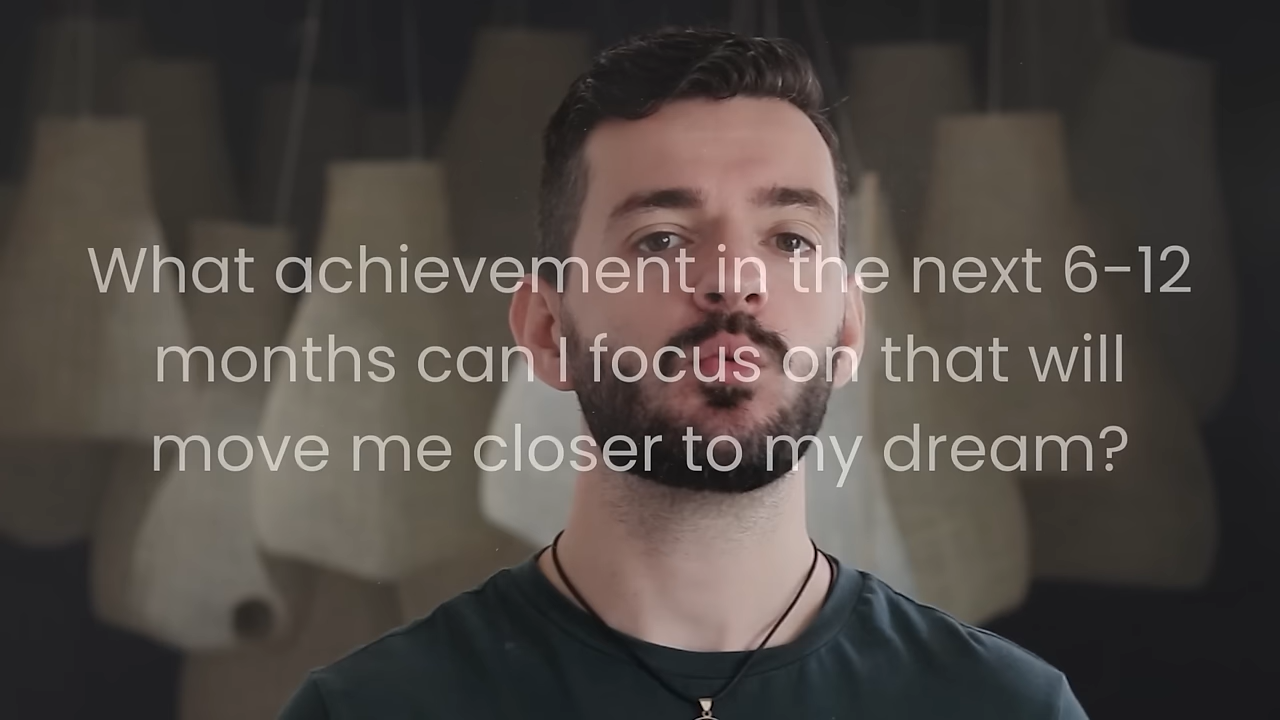 What achievement in the next 6-12
months can I focus on that will
move me closer to my dream?